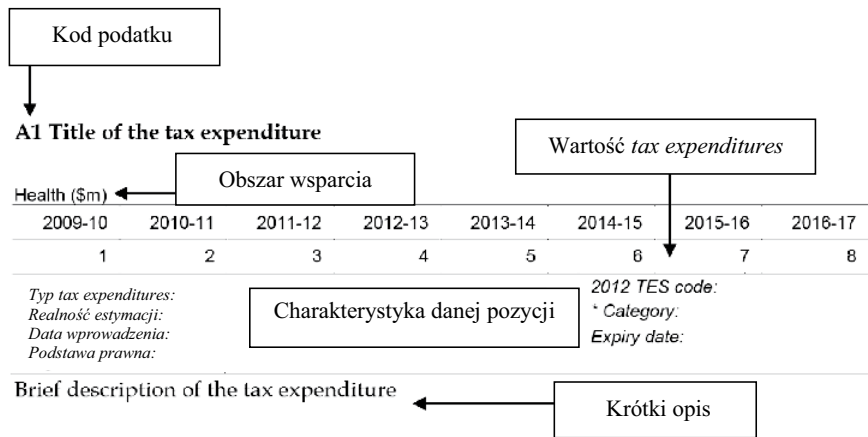 Kod podatku
A1 Title of the tax expenditure
Wartość tax expenditures
Obszar wsparcia
Health ($m)
2009-10 2010-11 2011-12 2012-13 2013-14 2014-15 2015-16 2016-17
1 2 3 4 5 6 7 8
Typ tax expenditures:
Realność estymacji:
Data wprowadzenia:
Podstawa prawna:
Charakterystyka danej pozycji
2012 TES code:
* Category:
Expiry date:
Brief description of the tax expenditure
Krótki opis